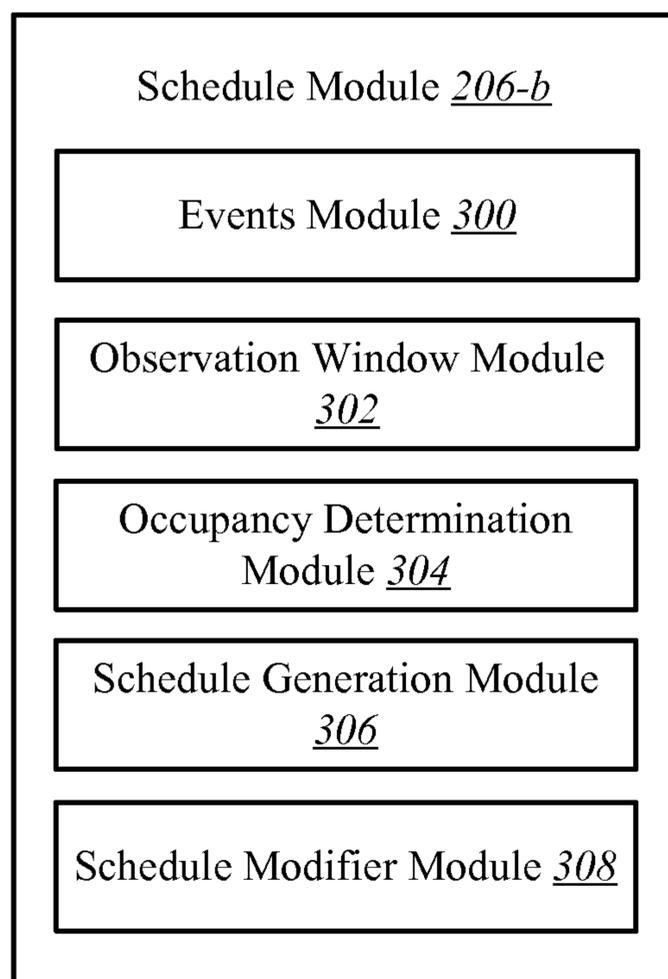 Schedule Module 206-b
Events Module 300
Observation Window Module
302
Occupancy Determination
Module 304
Schedule Generation Module
306
Schedule Modifier Module 308